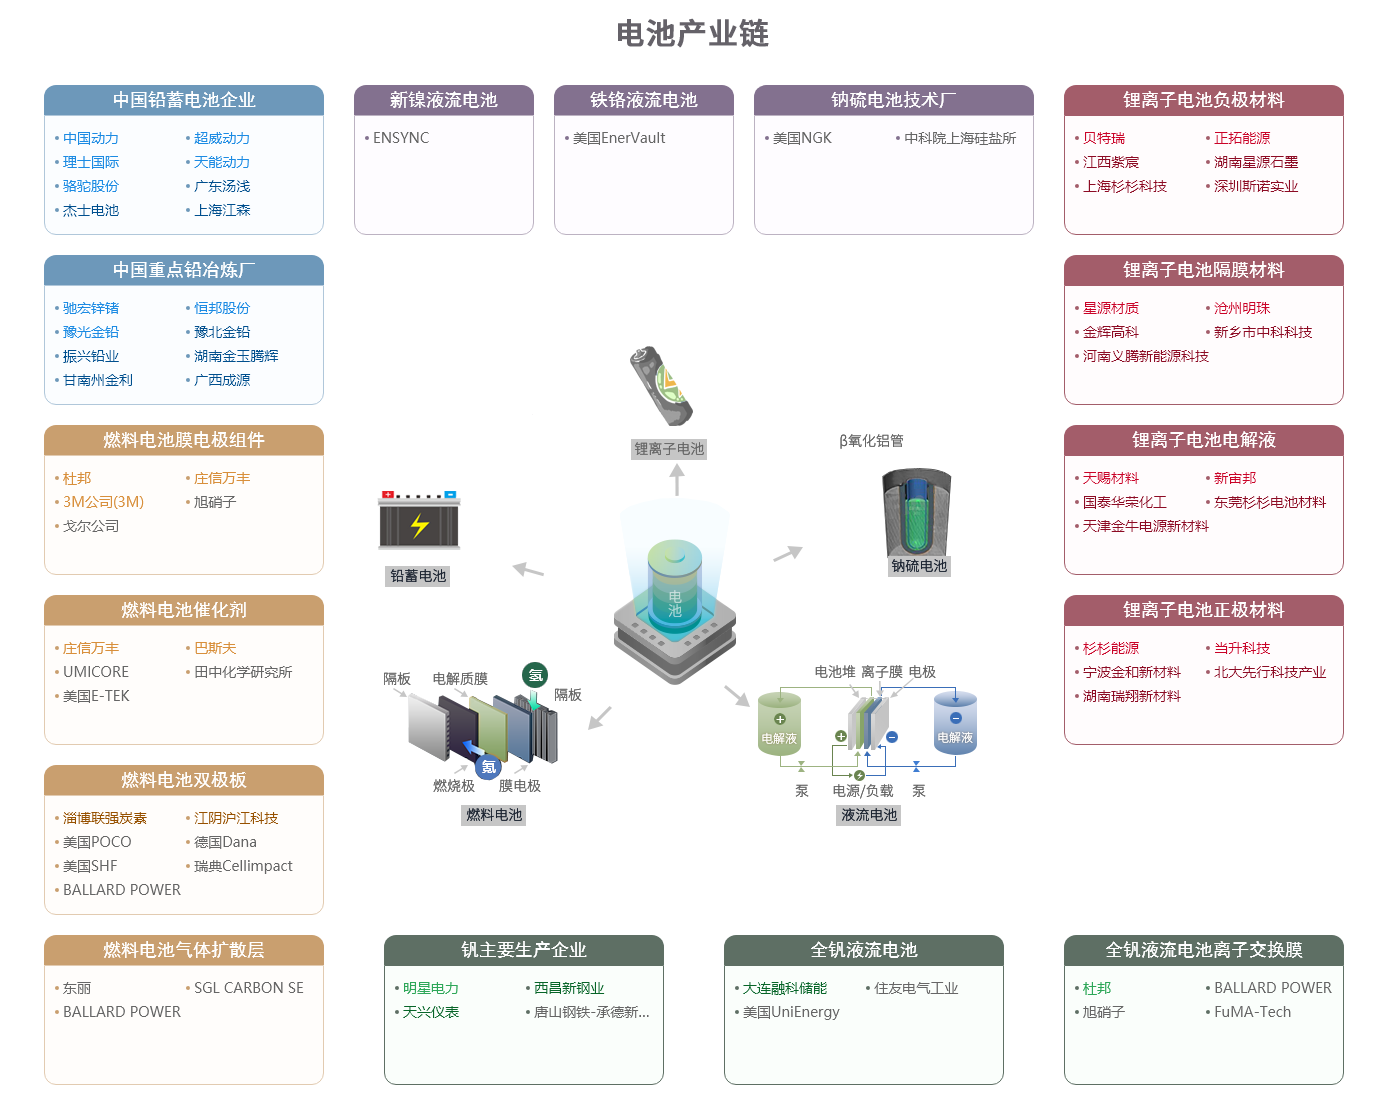 电池产业链
中国铅蓄电池企业
中国动力
超威动力
理士国际
天能动力
骆驼股份
广东汤浅
杰士电池
上海江森
新镍液流电池
ENSYNC
铁铬液流电池
美国EnerVault
钠硫电池技术厂
美国NGK
中科院上海硅盐所
锂离子电池负极材料
贝特瑞
正拓能源
江西紫宸
湖南星源石墨
上海杉杉科技
深圳斯诺实业
中国重点铅冶炼厂
驰宏锌锗
恒邦股份
豫光金铅
豫北金铅
振兴铅业
湖南金玉腾辉
甘南州金利
广西成源
锂离子电池隔膜材料
星源材质
沧州明珠
金辉高科
新乡市中科科技
河南义腾新能源科技
燃料电池膜电极组件
杜邦
庄信万丰
3M公司(3M)
旭硝子
戈尔公司
锂离子电池电解液
天赐材料
新宙邦
国泰华荣化工
东莞杉杉电池材料
天津金牛电源新材料
锂离子电池
β氧化铝管
铅蓄电池
钠硫电池
电
池
燃料电池催化剂
庄信万丰
巴斯夫
UMICORE
田中化学研究所
美国E-TEK
锂离子电池正极材料
杉杉能源
当升科技
宁波金和新材料
北大先行科技产业
湖南瑞翔新材料
隔板
电解质膜
氢
隔板
氧
燃烧极
膜电极
燃料电池
电池堆
离子膜
电极
电解液
电解液
泵
电源/负载
泵
液流电池
燃料电池双极板
淄博联强炭素
江阴沪江科技
美国POCO
德国Dana
美国SHF
瑞典Cellimpact
BALLARD POWER
燃料电池气体扩散层
东丽
SGL CARBON SE
BALLARD POWER
钒主要生产企业
明星电力
西昌新钢业
天兴仪表
唐山钢铁-承德新...
全钒液流电池
大连融科储能
住友电气工业
美国UniEnergy
全钒液流电池离子交换膜
杜邦
BALLARD POWER
旭硝子
FuMA-Tech